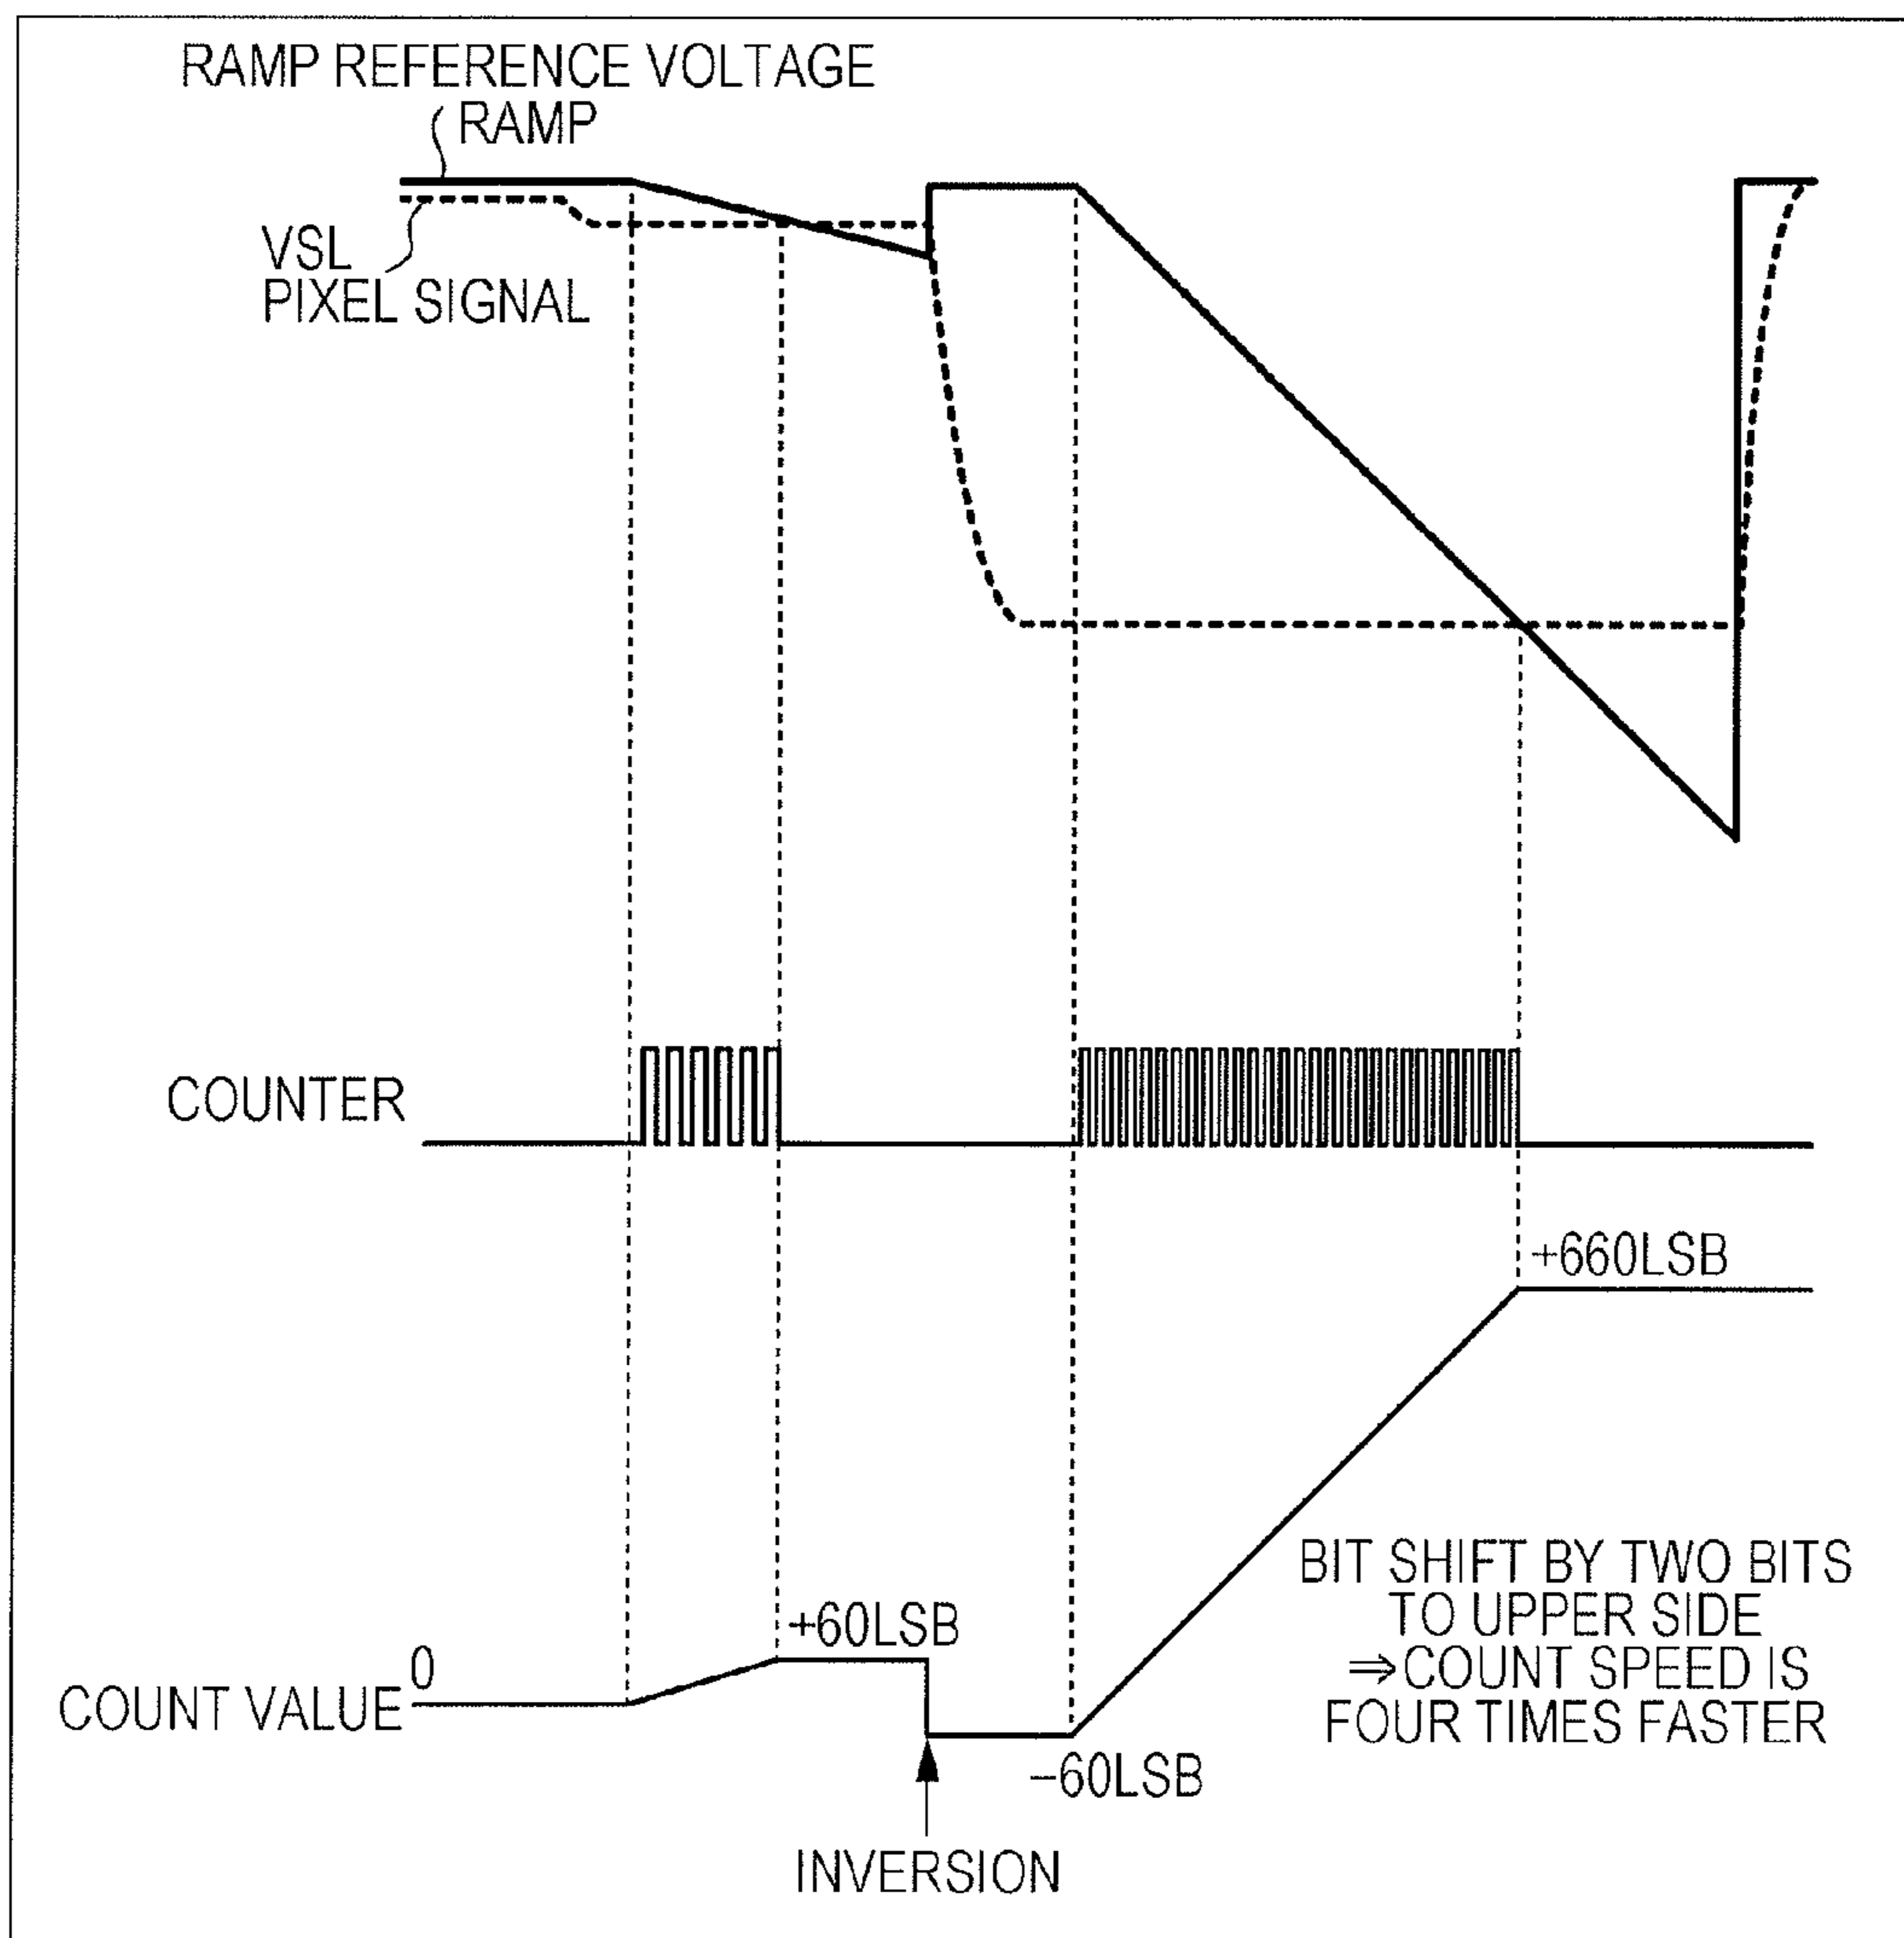 RAMP REFERENCE VOLTAGE
RAMP
VSL
PIXEL SIGNAL
COUNTER
+660LSB
BIT SHIFT BY TWO BITS
TO UPPER SIDE
⇒COUNT SPEED IS
FOUR TIMES FASTER
+60LSB
0
COUNT VALUE
−60LSB
INVERSION